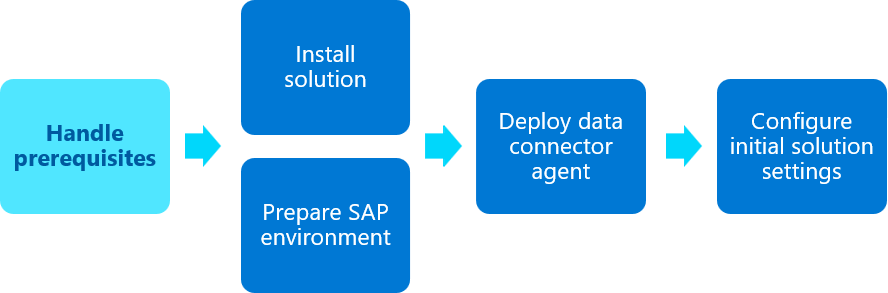 Handle
prerequisites
Install
solution
Prepare SAP
environment
Deploy data
connector
agent
Configure
initial solution
settings